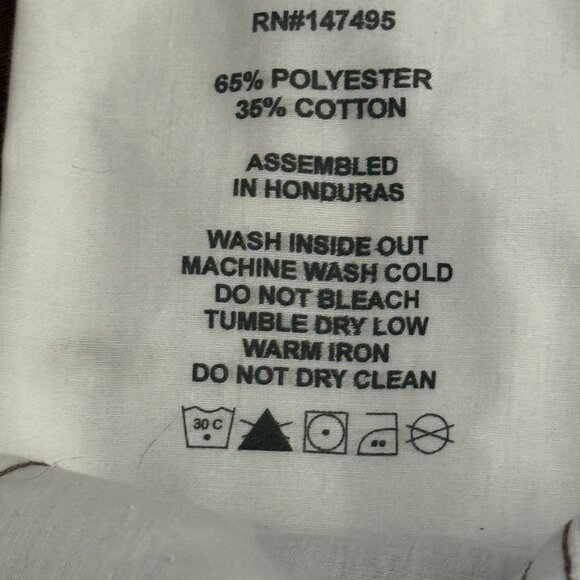 RN#147495
65% POLYESTER
35% COTTON
ASSEMBLED
IN HONDURAS
WASH INSIDE OUT
MACHINE WASH COLD
DO NOT BLEACH
TUMBLE DRY LOW
WARM IRON
DO NOT DRY CLEAN
30 C